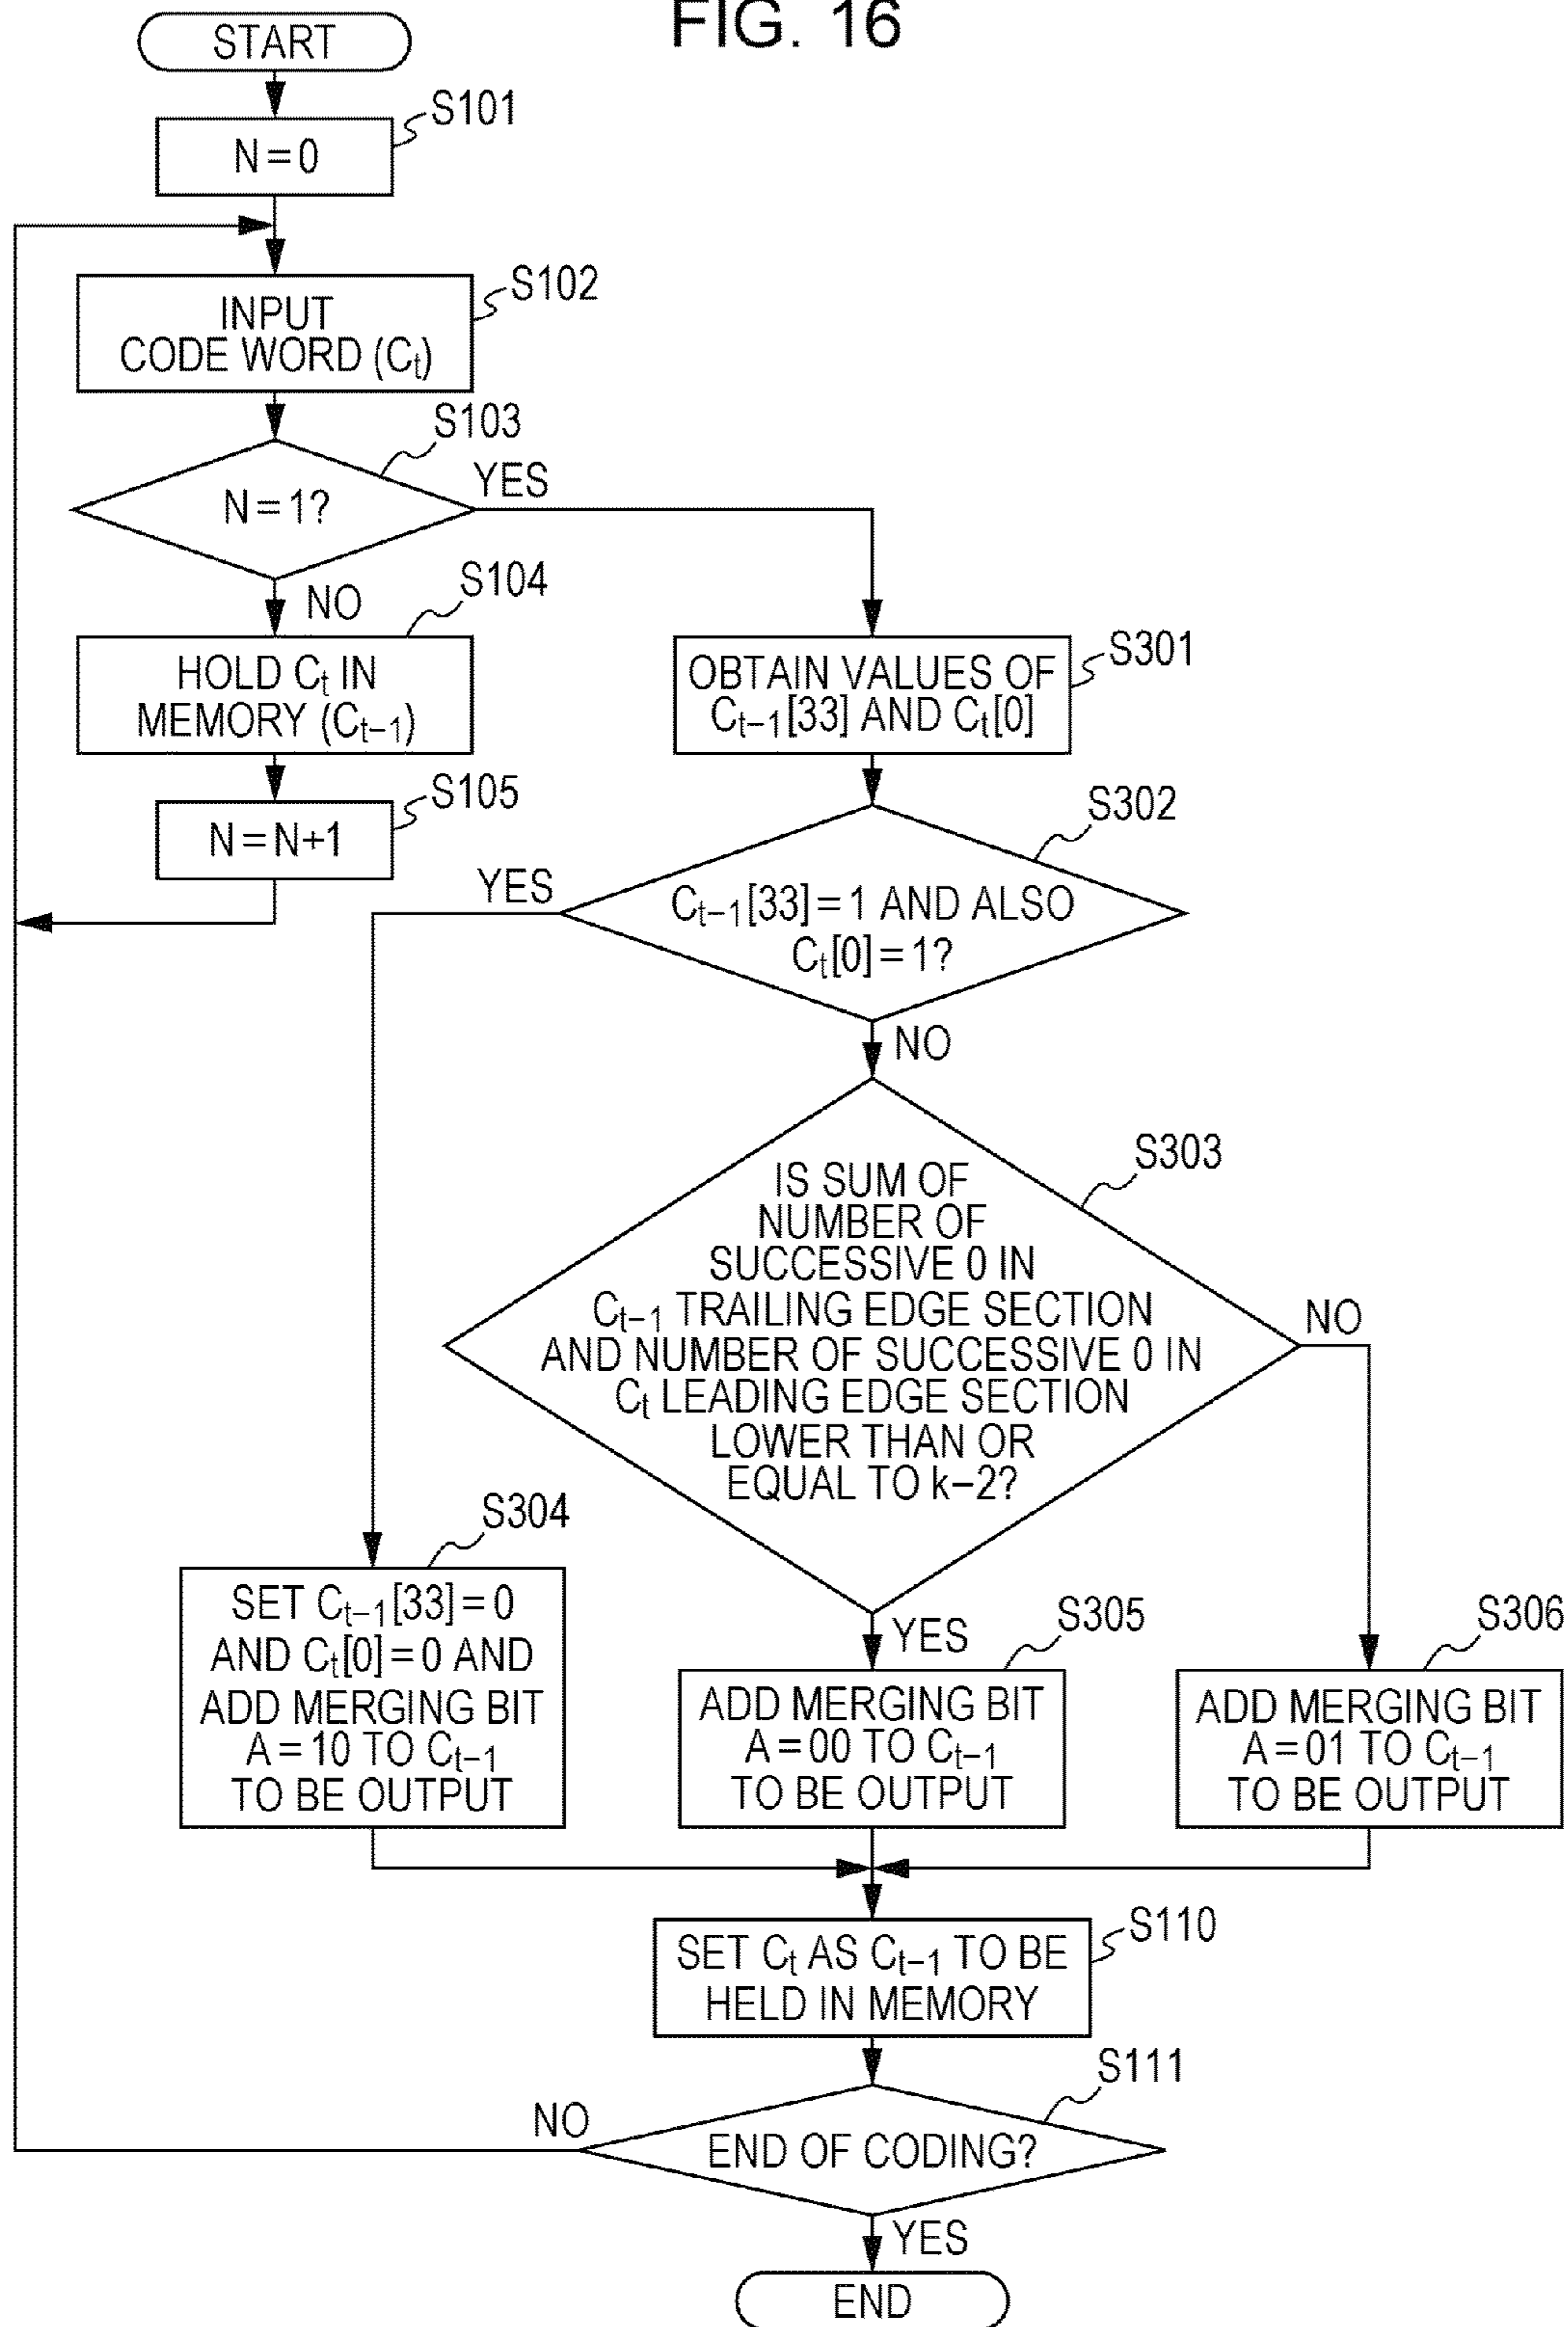 FIG. 16
START
S101
N=0
S102
INPUT
CODE WORD (Cₜ)
S103
N=1?
YES
NO
S104
HOLD Cₜ IN
MEMORY (Cₜ₋₁)
S105
N=N+1
S301
OBTAIN VALUES OF
Cₜ₋₁[33] AND Cₜ[0]
S302
Cₜ₋₁[33]=1 AND ALSO
Cₜ[0]=1?
YES
NO
S303
IS SUM OF
NUMBER OF
SUCCESSIVE 0 IN
Cₜ₋₁ TRAILING EDGE SECTION
AND NUMBER OF SUCCESSIVE 0 IN
Cₜ LEADING EDGE SECTION
LOWER THAN OR
EQUAL TO k−2?
NO
YES
S304
SET Cₜ₋₁[33]=0
AND Cₜ[0]=0 AND
ADD MERGING BIT
A=10 TO Cₜ₋₁
TO BE OUTPUT
S305
ADD MERGING BIT
A=00 TO Cₜ₋₁
TO BE OUTPUT
S306
ADD MERGING BIT
A=01 TO Cₜ₋₁
TO BE OUTPUT
S110
SET Cₜ AS Cₜ₋₁ TO BE
HELD IN MEMORY
S111
END OF CODING?
NO
YES
END